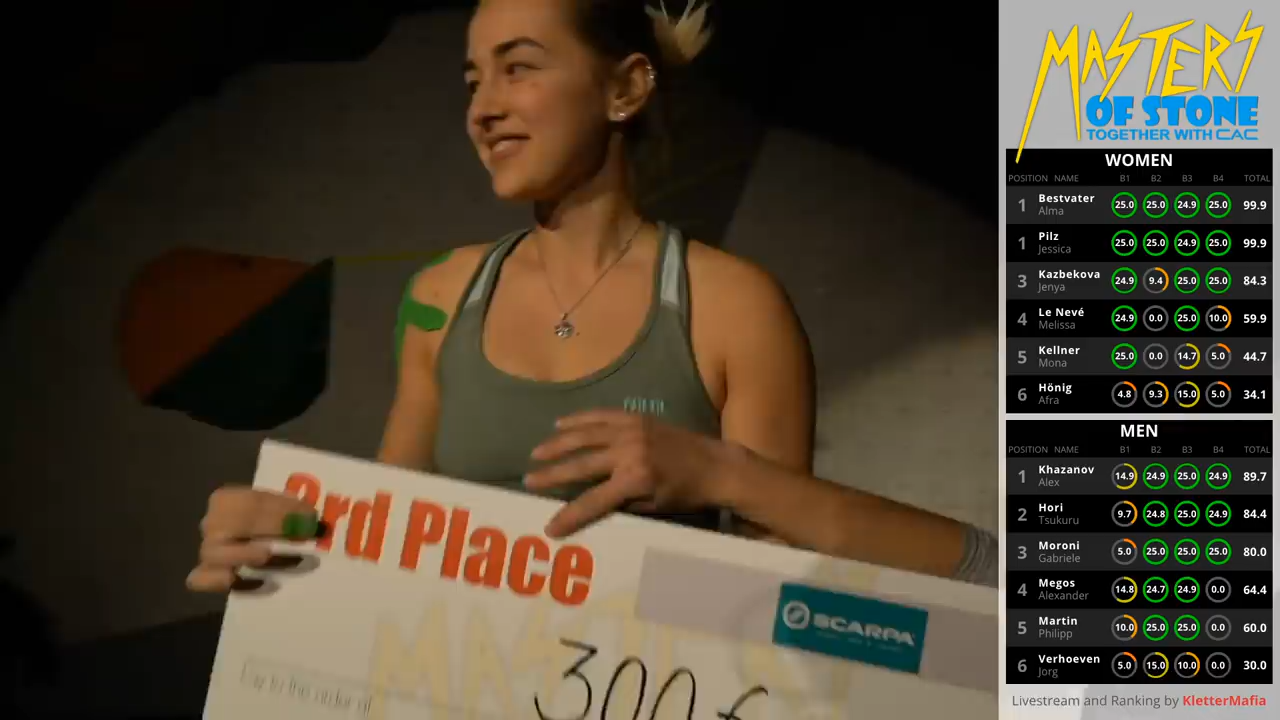 MASTERS
OF STONE
TOGETHER WITH CAC
WOMEN
POSITION NAME B1 B2 B3 B4 TOTAL
1 Bestvater Alma 25.0 25.0 24.9 25.0 99.9
1 Pilz Jessica 25.0 25.0 24.9 25.0 99.9
3 Kazbekova Jenya 24.9 9.4 25.0 25.0 84.3
4 Le Nevé Melissa 24.9 0.0 25.0 10.0 59.9
5 Kellner Mona 25.0 0.0 14.7 5.0 44.7
6 Hönig Afra 4.8 9.3 15.0 5.0 34.1
MEN
POSITION NAME B1 B2 B3 B4 TOTAL
1 Khazanov Alex 14.9 24.9 25.0 24.9 89.7
2 Hori Tsukuru 9.7 24.8 25.0 24.9 84.4
3 Moroni Gabriele 5.0 25.0 25.0 25.0 80.0
4 Megos Alexander 14.8 24.7 24.9 0.0 64.4
5 Martin Philipp 10.0 25.0 25.0 0.0 60.0
6 Verhoeven Jorg 5.0 15.0 10.0 0.0 30.0
Livestream and Ranking by KletterMafia
3rd Place
SCARPA
300 €